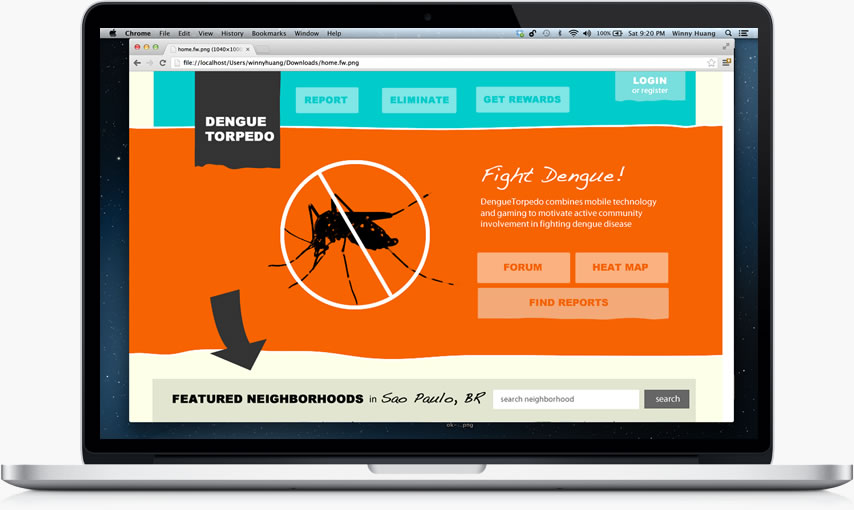 Chrome File Edit View History Bookmarks Window Help 100% Sat 9:20 PM Winny Huang
home.fw.png (1040×1000
file://localhost/Users/winnyhuang/Downloads/home.fw.png
LOGIN
or register
REPORT ELIMINATE GET REWARDS
DENGUE
TORPEDO
Fight Dengue!
DengueTorpedo combines mobile technology
and gaming to motivate active community
involvement in fighting dengue disease
FORUM HEAT MAP
FIND REPORTS
FEATURED NEIGHBORHOODS in Sao Paulo, BR search neighborhood search